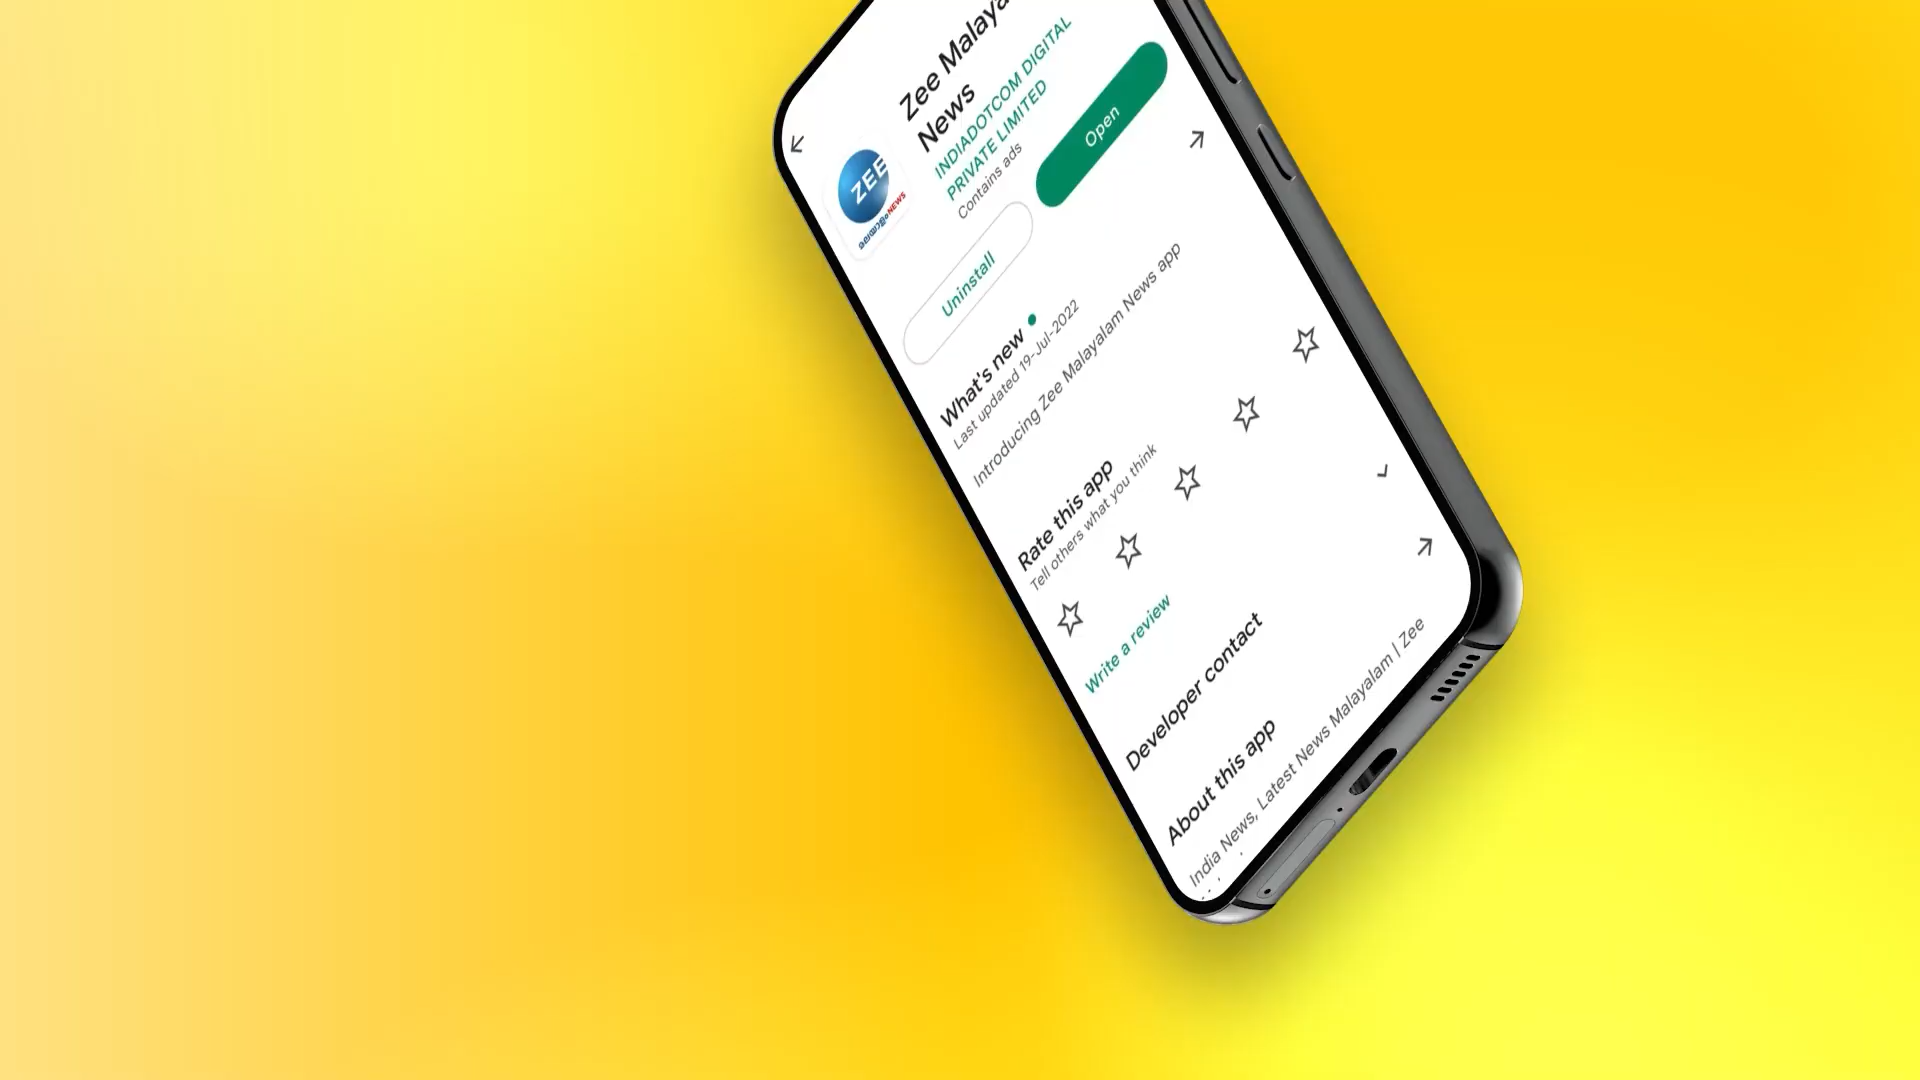 Zee Malaya
News
INDIADOTCOM DIGITAL
PRIVATE LIMITED
Contains ads
ZEE
മലയാളം NEWS
Uninstall
Open
What's new
Last updated 19-Jul-2022
Introducing Zee Malayalam News app
Rate this app
Tell others what you think
Write a review
Developer contact
About this app
India News, Latest News Malayalam | Zee